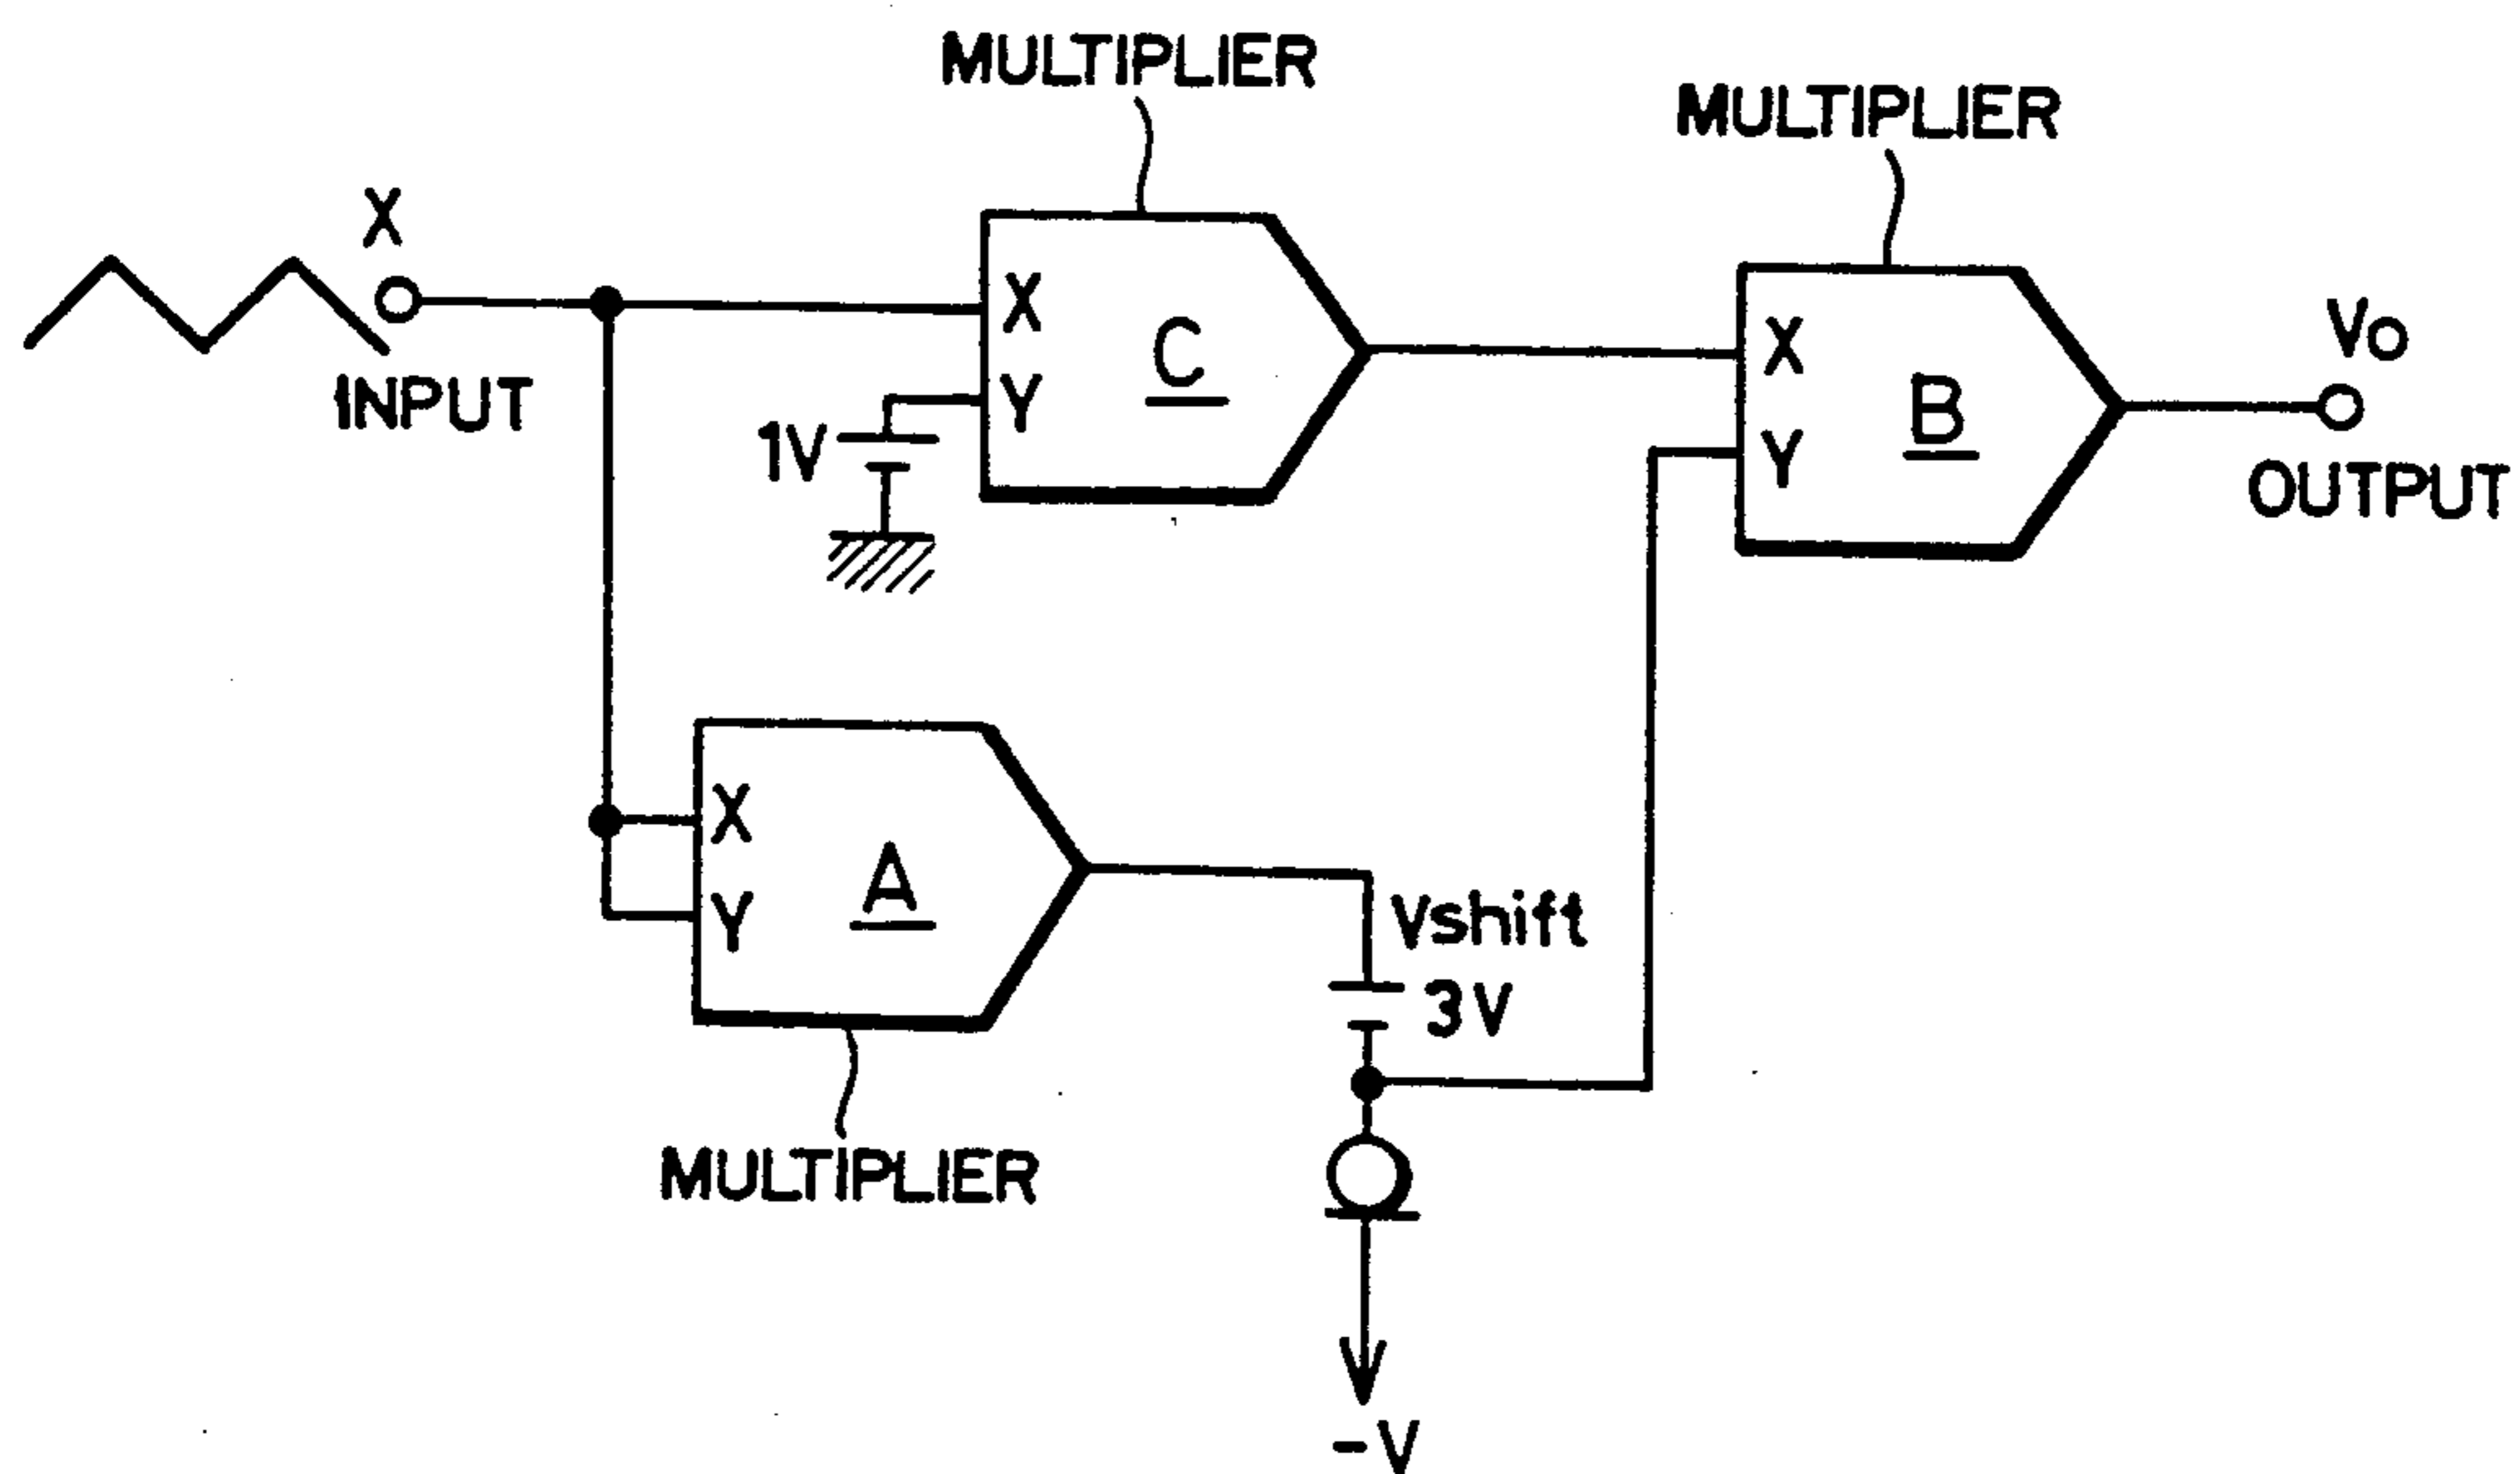 MULTIPLIER
MULTIPLIER
X
INPUT
X
Y
C
1V
X
Y
B
Vo
OUTPUT
X
Y
A
Vshift
3V
MULTIPLIER
-V